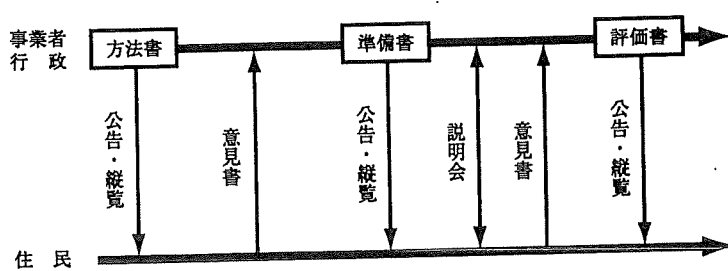 事業者
行政
方法書
準備書
評価書
公告・縦覧
意見書
公告・縦覧
説明会
意見書
公告・縦覧
住民